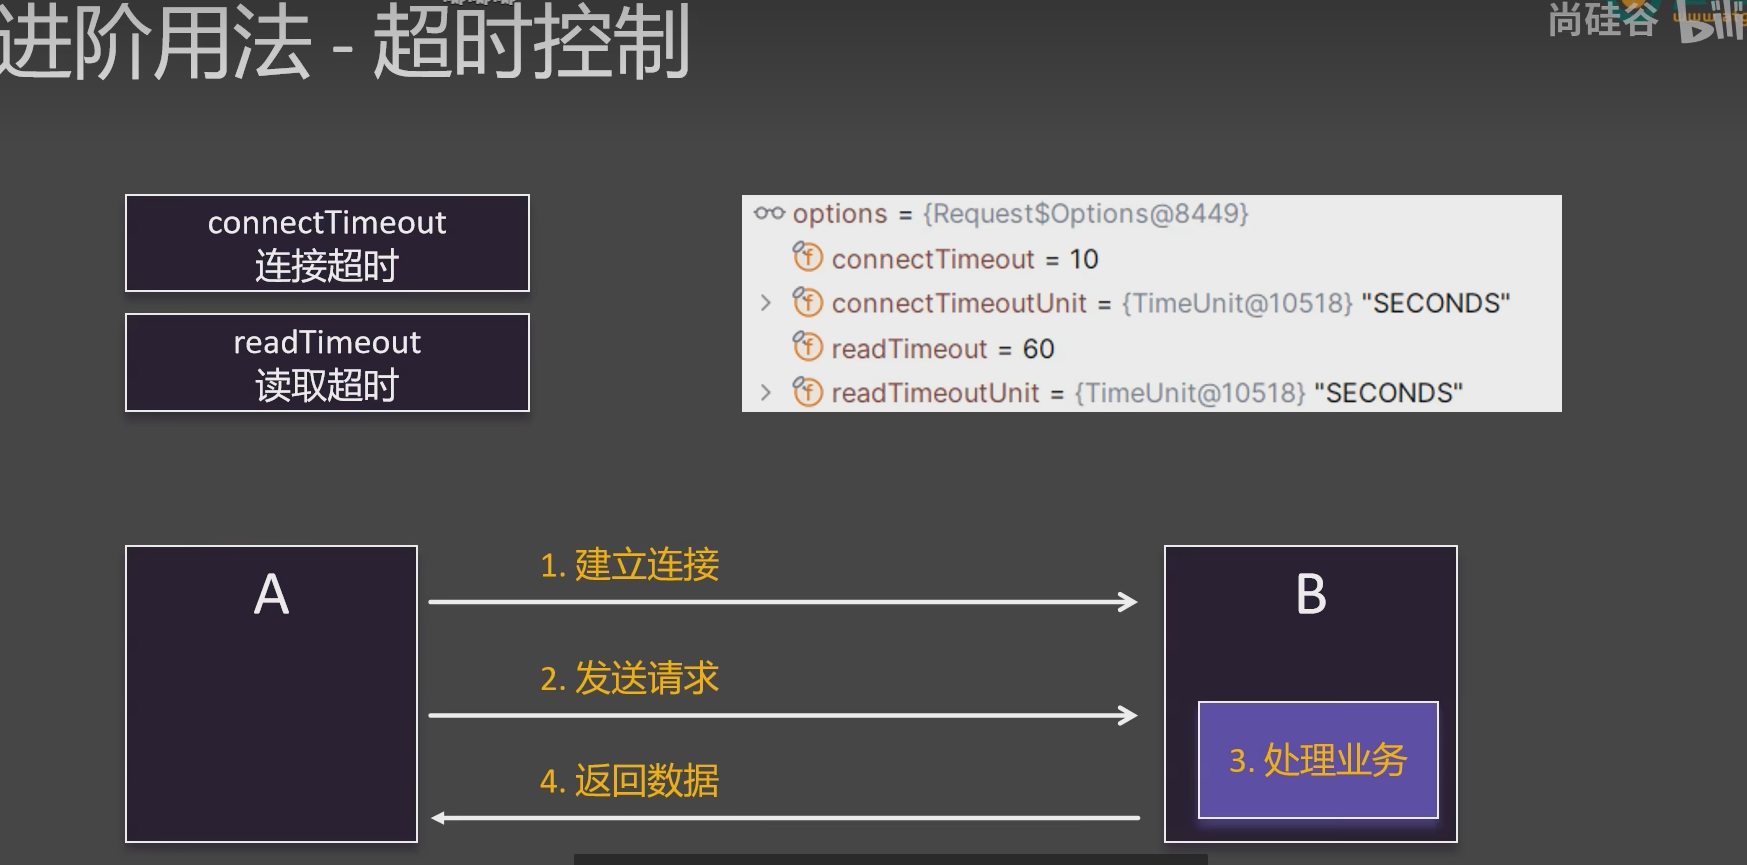 进阶用法 - 超时控制
尚硅谷
connectTimeout
连接超时
readTimeout
读取超时
options = {Request$Options@8449}
connectTimeout = 10
connectTimeoutUnit = {TimeUnit@10518} "SECONDS"
readTimeout = 60
readTimeoutUnit = {TimeUnit@10518} "SECONDS"
A
1. 建立连接
2. 发送请求
4. 返回数据
B
3. 处理业务